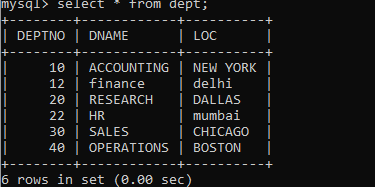 mysql> select * from dept;
+--------+------------+----------+
| DEPTNO | DNAME      | LOC      |
+--------+------------+----------+
|     10 | ACCOUNTING | NEW YORK |
|     12 | finance    | delhi    |
|     20 | RESEARCH   | DALLAS   |
|     22 | HR         | mumbai   |
|     30 | SALES      | CHICAGO  |
|     40 | OPERATIONS | BOSTON   |
+--------+------------+----------+
6 rows in set (0.00 sec)